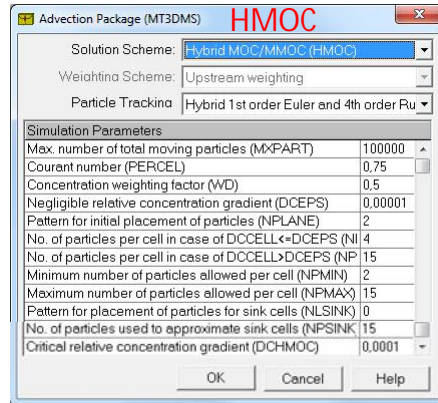 Advection Package (MT3DMS)
HMOC
Solution Scheme: Hybrid MOC/MMOC (HMOC)
Weighting Scheme: Upstream weighting
Particle Tracking Hybrid 1st order Euler and 4th order Ru
Simulation Parameters
Max. number of total moving particles (MXPART) 100000
Courant number (PERCEL) 0,75
Concentration weighting factor (WD) 0,5
Negligible relative concentration gradient (DCEPS) 0,00001
Pattern for initial placement of particles (NPLANE) 2
No. of particles per cell in case of DCCELL<=DCEPS (NI 4
No. of particles per cell in case of DCCELL>DCEPS (NP 15
Minimum number of particles allowed per cell (NPMIN) 2
Maximum number of particles allowed per cell (NPMAX) 15
Pattern for placement of particles for sink cells (NLSINK) 0
No. of particles used to approximate sink cells (NPSINK 15
Critical relative concentration gradient (DCHMOC) 0,0001
OK Cancel Help